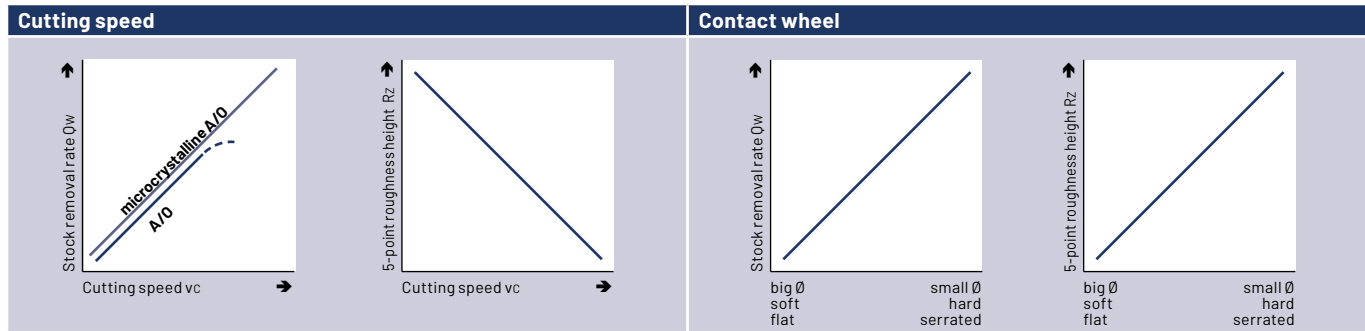 Cutting speed
Contact wheel
Stock removal rate Qw
microcrystalline A/O
A/O
Cutting speed vc
5-point roughness height Rz
Cutting speed vc
Stock removal rate Qw
big Ø small Ø
soft hard
flat serrated
5-point roughness height Rz
big Ø small Ø
soft hard
flat serrated